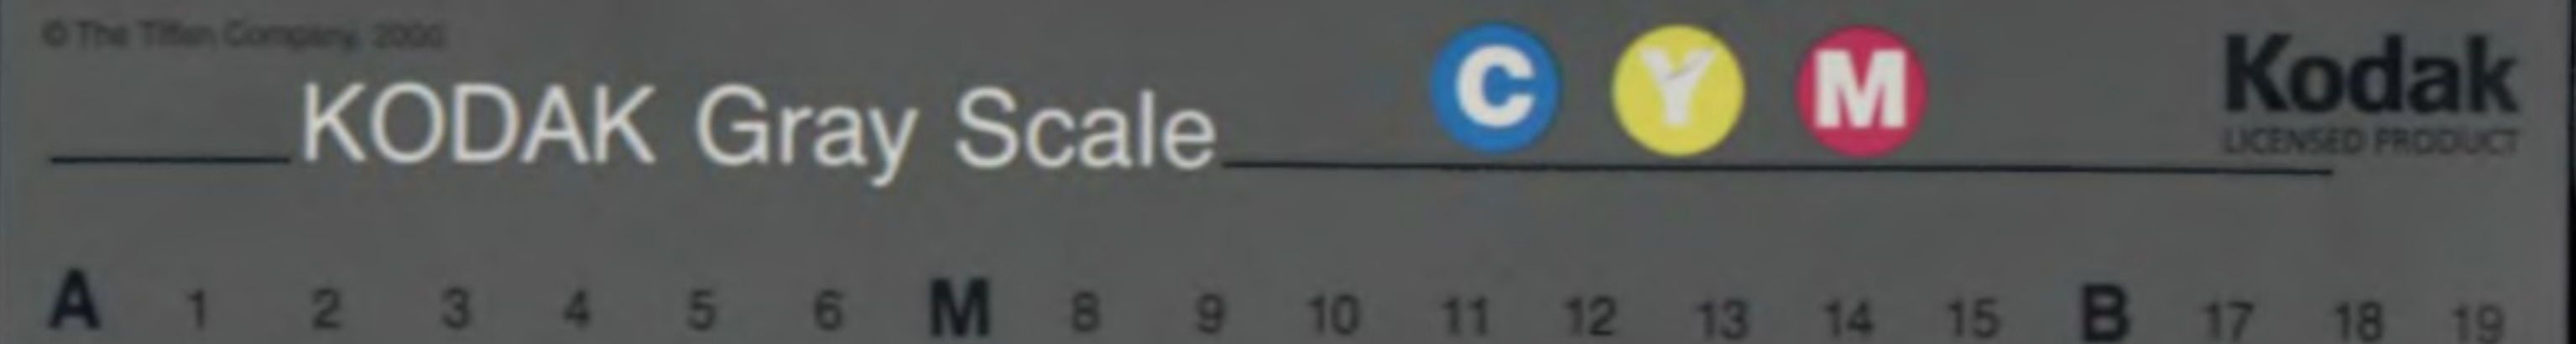 © The Tiffen Company, 2000
KODAK Gray Scale
C Y M
Kodak
LICENSED PRODUCT
A 1 2 3 4 5 6 M 8 9 10 11 12 13 14 15 B 17 18 19